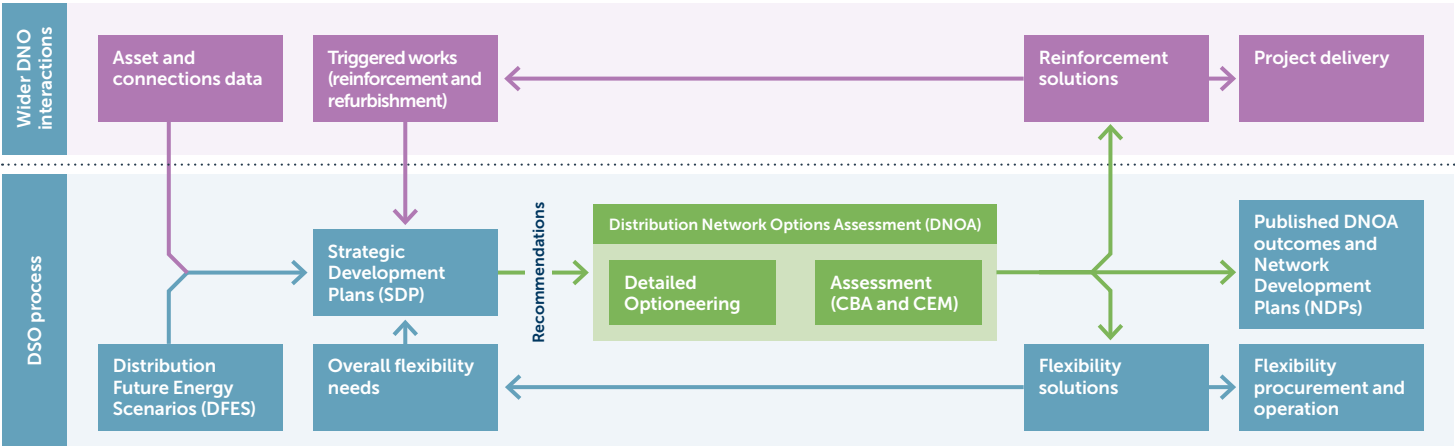 Wider DNO
interactions
Asset and
connections data
Triggered works
(reinforcement and
refurbishment)
Reinforcement
solutions
Project delivery
DSO process
Strategic
Development
Plans (SDP)
Recommendations
Distribution Network Options Assessment (DNOA)
Detailed
Optioneering
Assessment
(CBA and CEM)
Published DNOA
outcomes and
Network
Development
Plans (NDPs)
Distribution
Future Energy
Scenarios (DFES)
Overall flexibility
needs
Flexibility
solutions
Flexibility
procurement and
operation